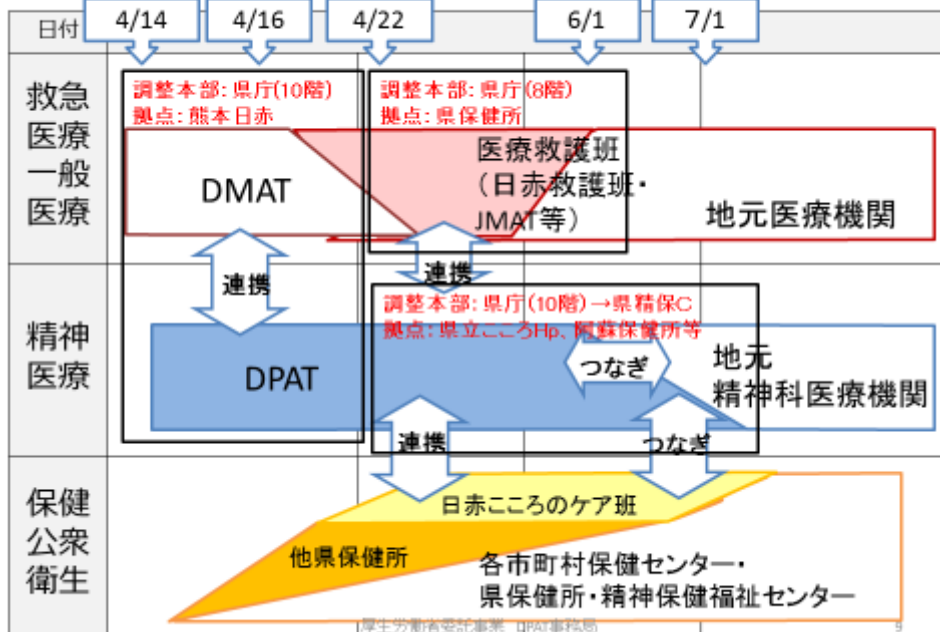 日付
4/14
4/16
4/22
6/1
7/1
救急
医療
一般
医療
調整本部: 県庁(10階)
拠点: 熊本日赤
調整本部: 県庁(8階)
拠点: 県保健所
DMAT
医療救護班
（日赤救護班・
JMAT等）
地元医療機関
連携
連携
精神
医療
調整本部: 県庁(10階)→県精保C
拠点: 県立こころHp、阿蘇保健所等
DPAT
つなぎ
地元
精神科医療機関
連携
つなぎ
保健
公衆
衛生
日赤こころのケア班
他県保健所
各市町村保健センター・
県保健所・精神保健福祉センター
厚生労働省委託事業 DPAT事務局
9